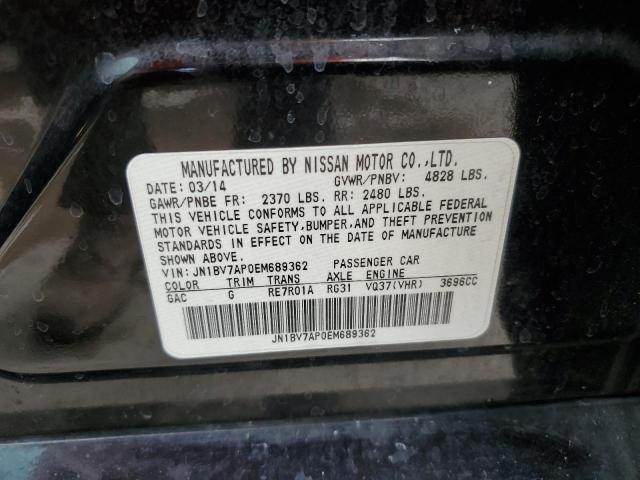 MANUFACTURED BY NISSAN MOTOR CO.,LTD.
DATE: 03/14 GVWR/PNBV: 4828 LBS.
GAWR/PNBE FR: 2370 LBS. RR: 2480 LBS.
THIS VEHICLE CONFORMS TO ALL APPLICABLE FEDERAL
MOTOR VEHICLE SAFETY,BUMPER,AND THEFT PREVENTION
STANDARDS IN EFFECT ON THE DATE OF MANUFACTURE
SHOWN ABOVE.
VIN: JN1BV7AP0EM689362 PASSENGER CAR
COLOR TRIM TRANS AXLE ENGINE
GAC G RE7R01A RG31 VQ37(VHR) 3696CC
JN1BV7AP0EM689362